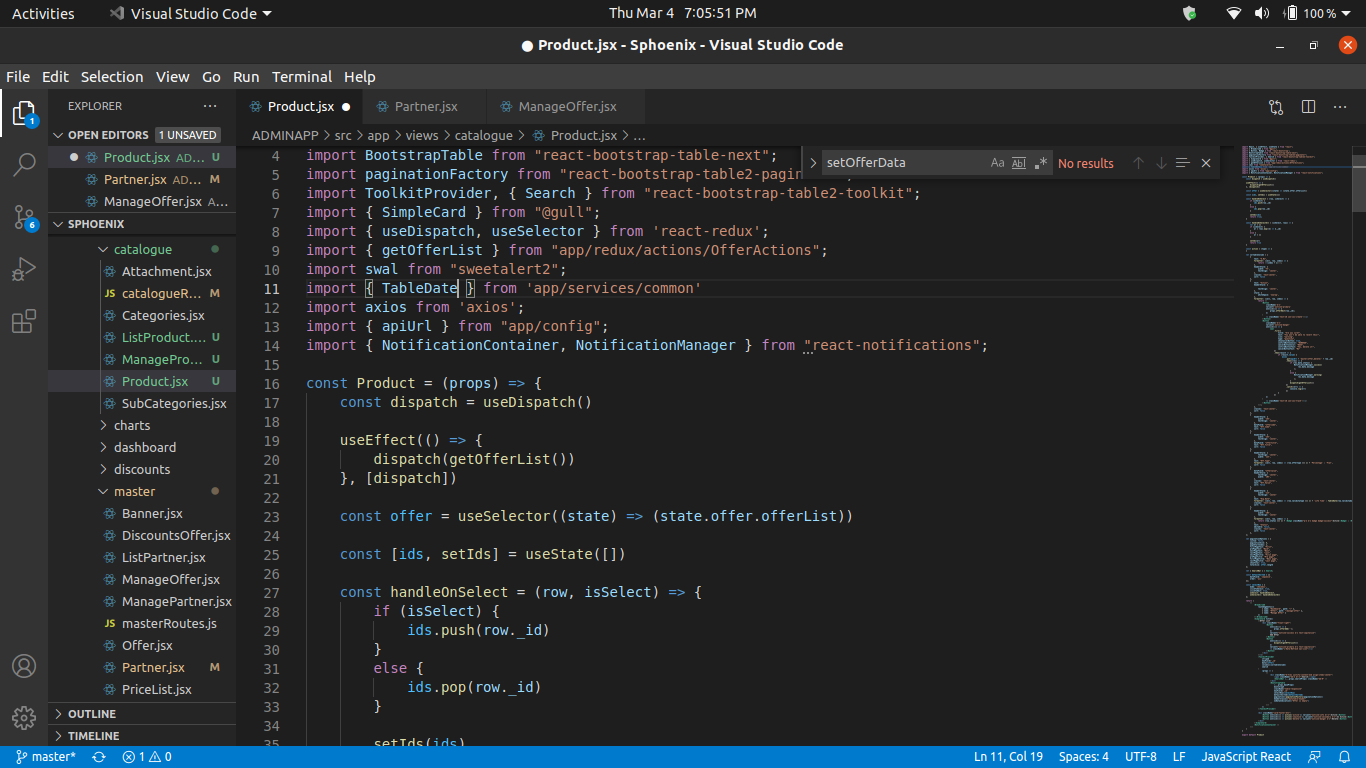 Activities
Visual Studio Code
Thu Mar 4 7:05:51 PM
100 %
● Product.jsx - Sphoenix - Visual Studio Code
File Edit Selection View Go Run Terminal Help
EXPLORER
Product.jsx ●
Partner.jsx
ManageOffer.jsx
OPEN EDITORS 1 UNSAVED
● Product.jsx AD... U
Partner.jsx AD... M
ManageOffer.jsx A...
SPHOENIX
catalogue
Attachment.jsx
JS catalogueR... M
Categories.jsx
ListProduct.... U
ManagePro... U
Product.jsx U
SubCategories.jsx
charts
dashboard
discounts
master
Banner.jsx
DiscountsOffer.jsx
ListPartner.jsx
ManageOffer.jsx
ManagePartner.jsx
JS masterRoutes.js
Offer.jsx
Partner.jsx M
PriceList.jsx
OUTLINE
TIMELINE
1
6
ADMINAPP > src > app > views > catalogue > Product.jsx > ...
setOfferData Aa Abl .* No results
4 import BootstrapTable from "react-bootstrap-table-next";
5 import paginationFactory from "react-bootstrap-table2-pagin
6 import ToolkitProvider, { Search } from "react-bootstrap-table2-toolkit";
7 import { SimpleCard } from "@gull";
8 import { useDispatch, useSelector } from 'react-redux';
9 import { getOfferList } from "app/redux/actions/OfferActions";
10 import swal from "sweetalert2";
11 import { TableDate } from 'app/services/common'
12 import axios from 'axios';
13 import { apiUrl } from "app/config";
14 import { NotificationContainer, NotificationManager } from "react-notifications";
15
16 const Product = (props) => {
17 const dispatch = useDispatch()
18
19 useEffect(() => {
20 dispatch(getOfferList())
21 }, [dispatch])
22
23 const offer = useSelector((state) => (state.offer.offerList))
24
25 const [ids, setIds] = useState([])
26
27 const handleOnSelect = (row, isSelect) => {
28 if (isSelect) {
29 ids.push(row._id)
30 }
31 else {
32 ids.pop(row._id)
33 }
34
35 setIds(ids)
master* 1 0
Ln 11, Col 19 Spaces: 4 UTF-8 LF JavaScript React